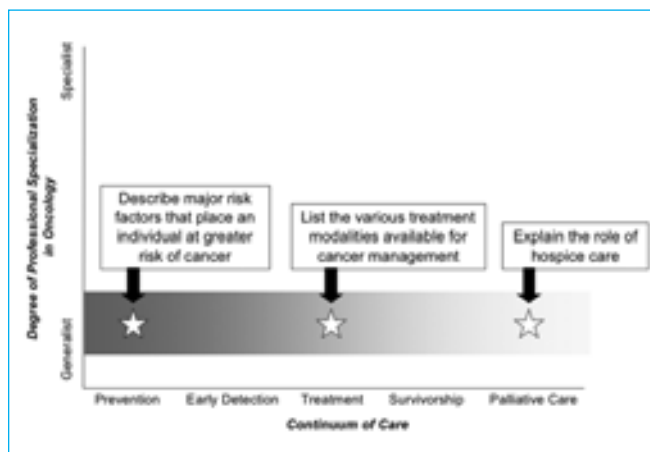 Specialist
Degree of Professional Specialization
in Oncology
Generalist
Describe major risk
factors that place an
individual at greater
risk of cancer
List the various treatment
modalities available for
cancer management
Explain the role of
hospice care
Prevention
Early Detection
Treatment
Survivorship
Palliative Care
Continuum of Care